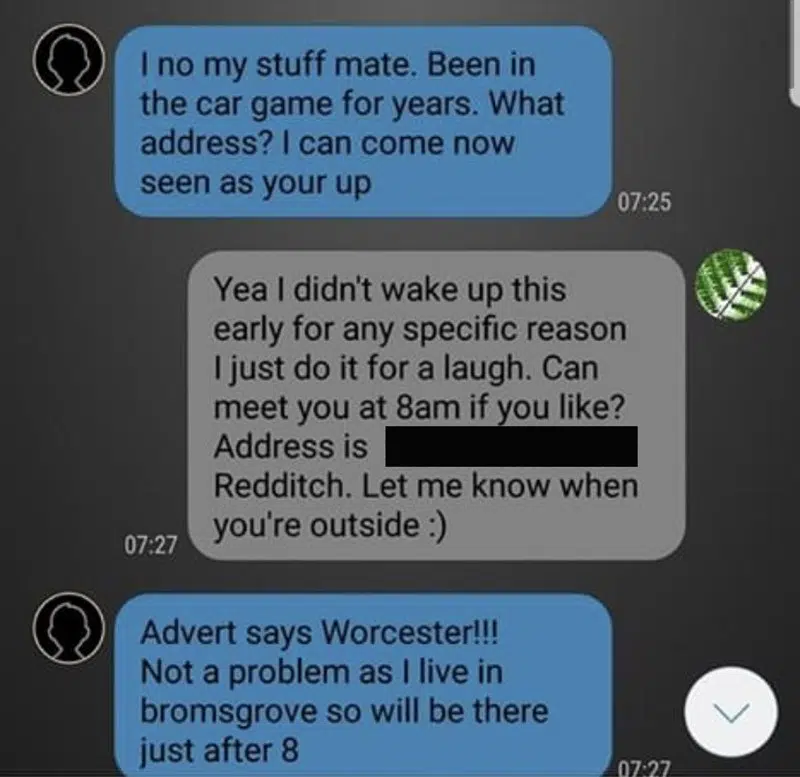 I no my stuff mate. Been in
the car game for years. What
address? I can come now
seen as your up
07:25
Yea I didn't wake up this
early for any specific reason
I just do it for a laugh. Can
meet you at 8am if you like?
Address is
Redditch. Let me know when
you're outside :)
07:27
Advert says Worcester!!!
Not a problem as I live in
bromsgrove so will be there
just after 8
07:27